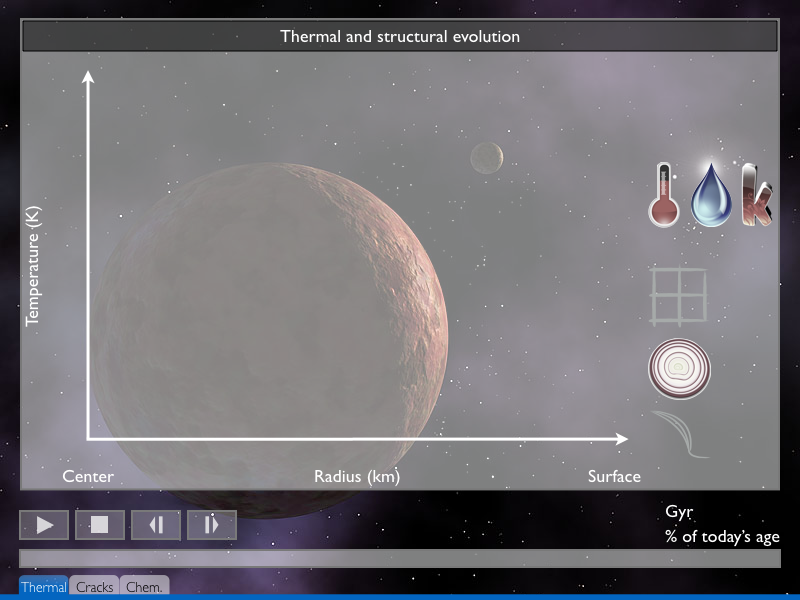 Thermal and structural evolution
Temperature (K)
k
Center
Radius (km)
Surface
Gyr
% of today's age
Thermal
Cracks
Chem.